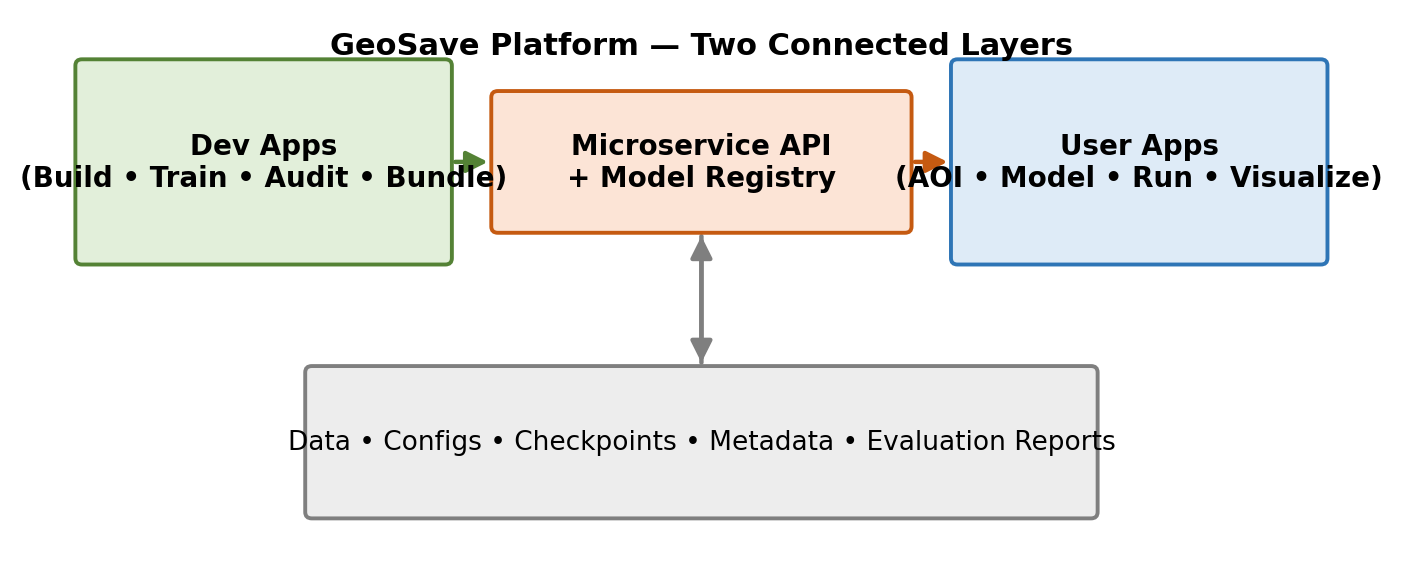 GeoSave Platform — Two Connected Layers
Dev Apps
(Build • Train • Audit • Bundle)
Microservice API
+ Model Registry
User Apps
(AOI • Model • Run • Visualize)
Data • Configs • Checkpoints • Metadata • Evaluation Reports